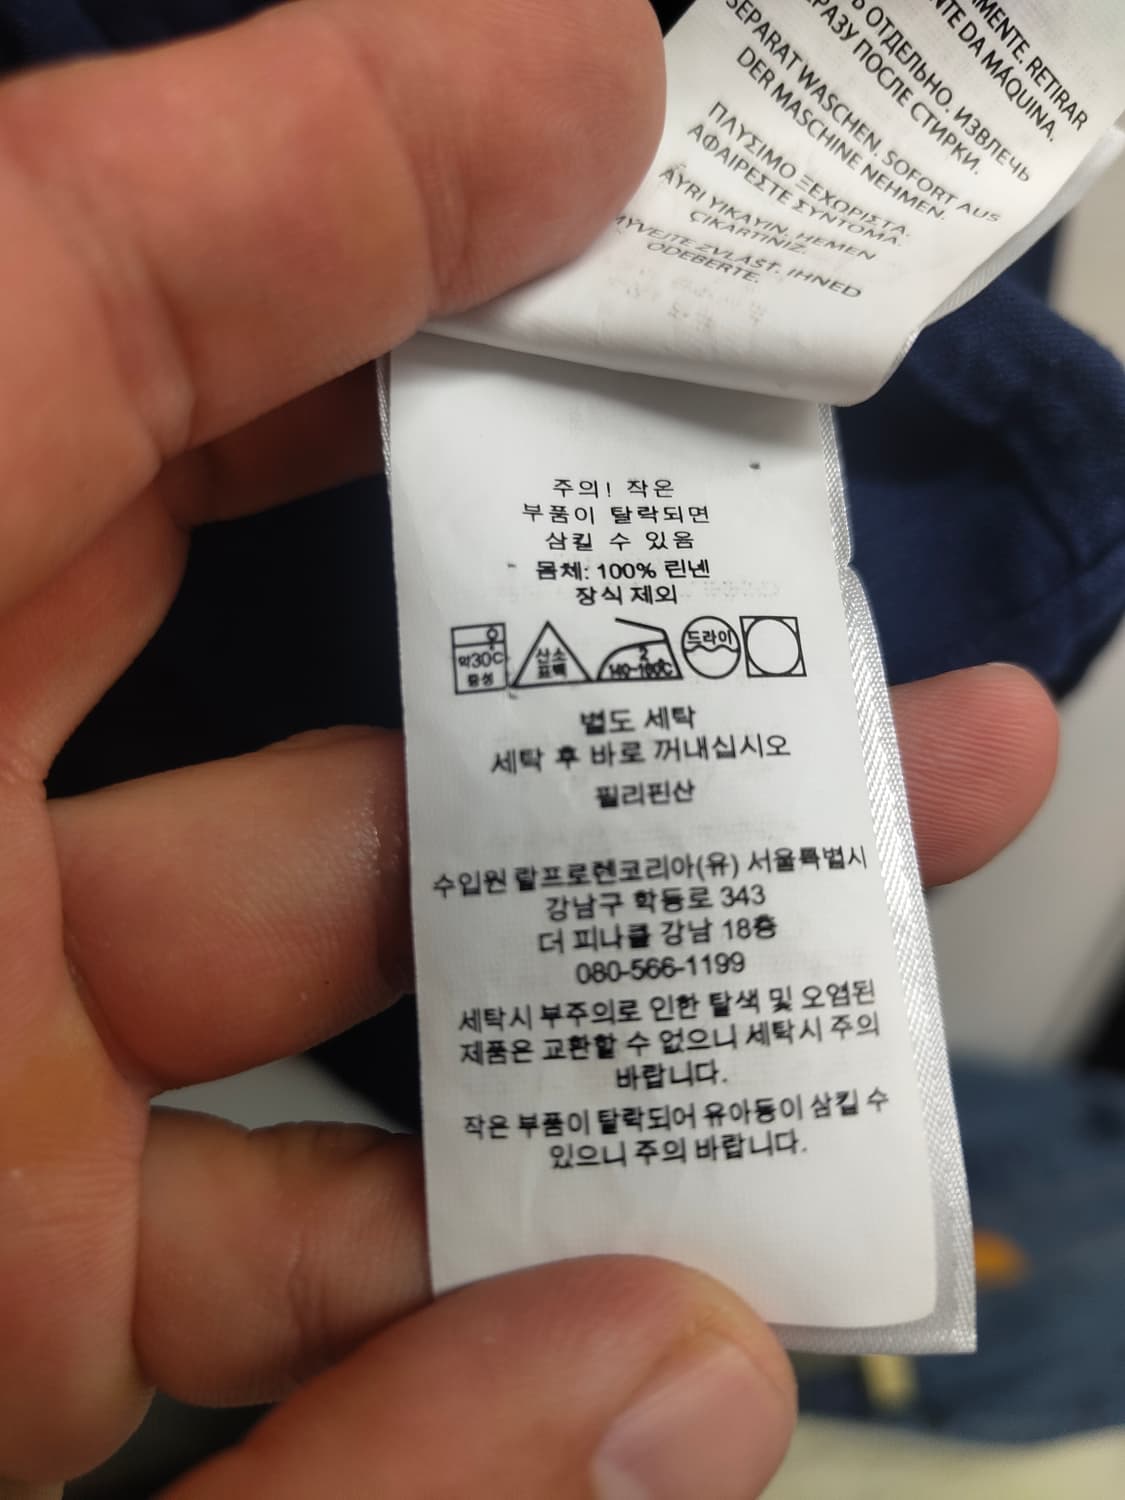 MENTE. RETIRAR
NTE DA MÁQUINA.
ОТДЕЛЬНО. ИЗВЛЕЧЬ
РАЗУ ПОСЛЕ СТИРКИ.
SEPARAT WASCHEN. SOFORT AUS
DER MASCHINE NEHMEN.
ΠΛΥΣΙΜΟ ΞΕΧΟΡΙΣΤΑ.
ΑΦΑΙΡΕΣΤΕ ΣΥΝΤΟΜΑ.
AYRI YIKAYIN. HEMEN
ÇIKARTINIZ.
MYVEJTE ZVLÁŠŤ. IHNED
ODEBERTE.
주의! 작은
부품이 탈락되면
삼킬 수 있음
몸체: 100% 린넨
장식 제외
약30C
중성
산소
표백
2
140~160C
드라이
별도 세탁
세탁 후 바로 꺼내십시오
필리핀산
수입원 랄프로렌코리아(유) 서울특별시
강남구 학동로 343
더 피나클 강남 18층
080-566-1199
세탁시 부주의로 인한 탈색 및 오염된
제품은 교환할 수 없으니 세탁시 주의
바랍니다.
작은 부품이 탈락되어 유아동이 삼킬 수
있으니 주의 바랍니다.